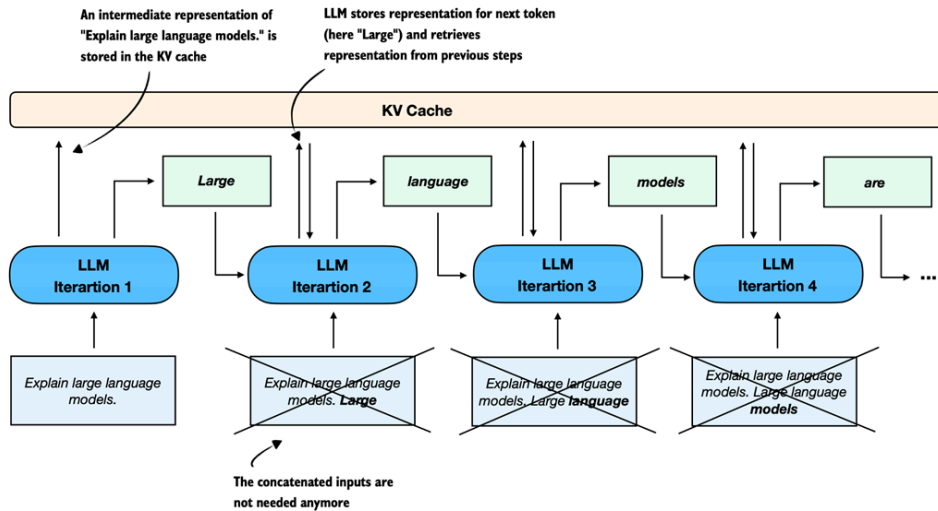 An intermediate representation of
"Explain large language models." is
stored in the KV cache
LLM stores representation for next token
(here "Large") and retrieves
representation from previous steps
KV Cache
Large
language
models
are
LLM
Iterartion 1
LLM
Iterartion 2
LLM
Iterartion 3
LLM
Iterartion 4
...
Explain large language
models.
Explain large language
models. Large
Explain large language
models. Large language
Explain large language
models. Large language
models
The concatenated inputs are
not needed anymore